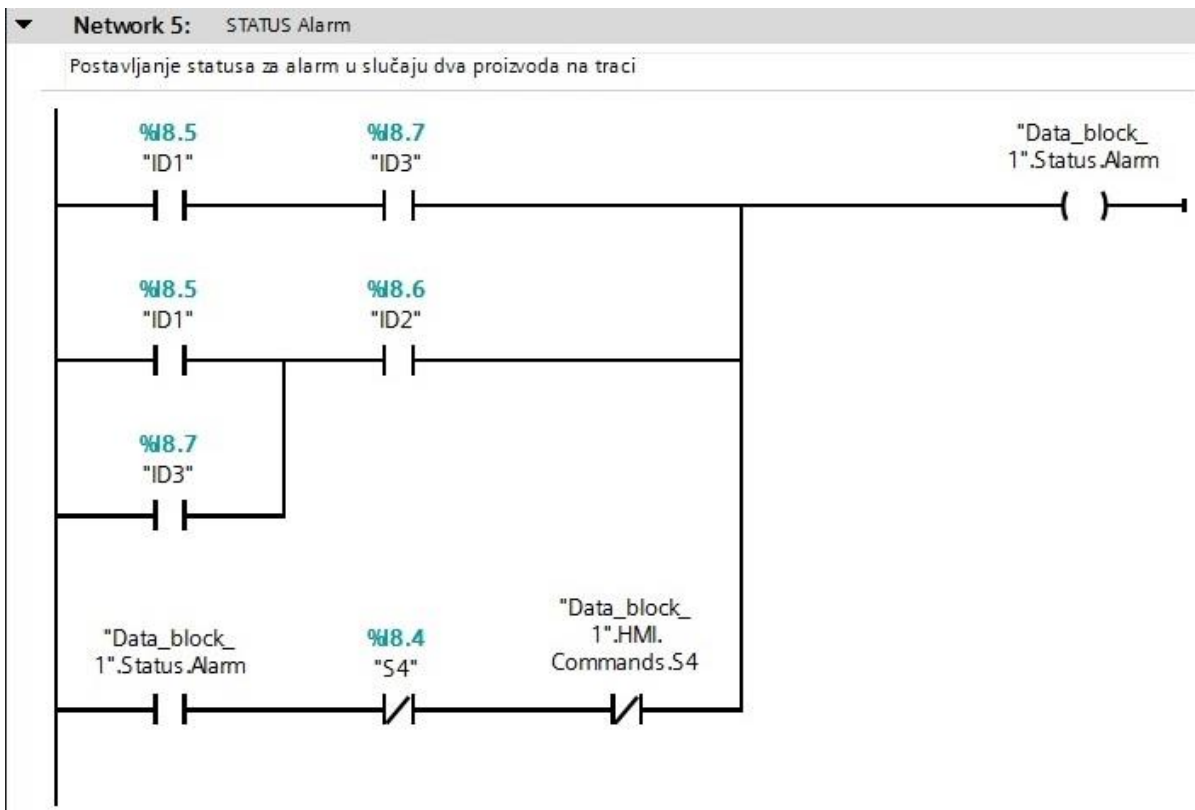 Network 5: STATUS Alarm
Postavljanje statusa za alarm u slučaju dva proizvoda na traci
%I8.5 %I8.7 "Data_block_
"ID1" "ID3" 1".Status.Alarm
%I8.5 %I8.6
"ID1" "ID2"
%I8.7
"ID3"
"Data_block_
1".Status.Alarm
%I8.4
"S4"
"Data_block_
1".HMI.
Commands.S4